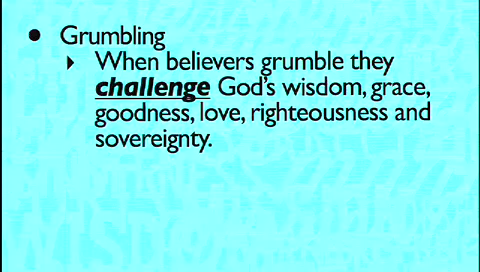 • Grumbling
‣ When believers grumble they
challenge God's wisdom, grace,
goodness, love, righteousness and
sovereignty.